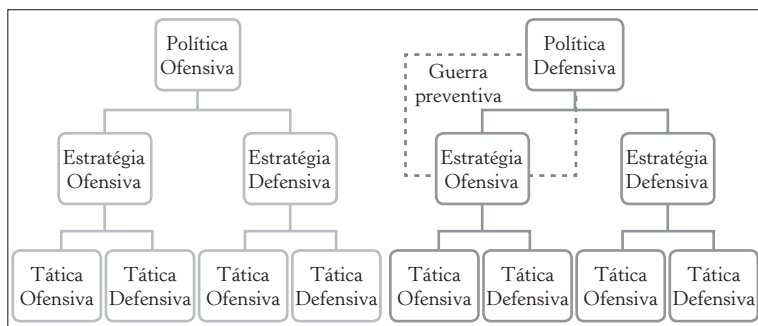 Política
Ofensiva
Política
Defensiva
Guerra
preventiva
Estratégia
Ofensiva
Estratégia
Defensiva
Estratégia
Ofensiva
Estratégia
Defensiva
Tática
Ofensiva
Tática
Defensiva
Tática
Ofensiva
Tática
Defensiva
Tática
Ofensiva
Tática
Defensiva
Tática
Ofensiva
Tática
Defensiva